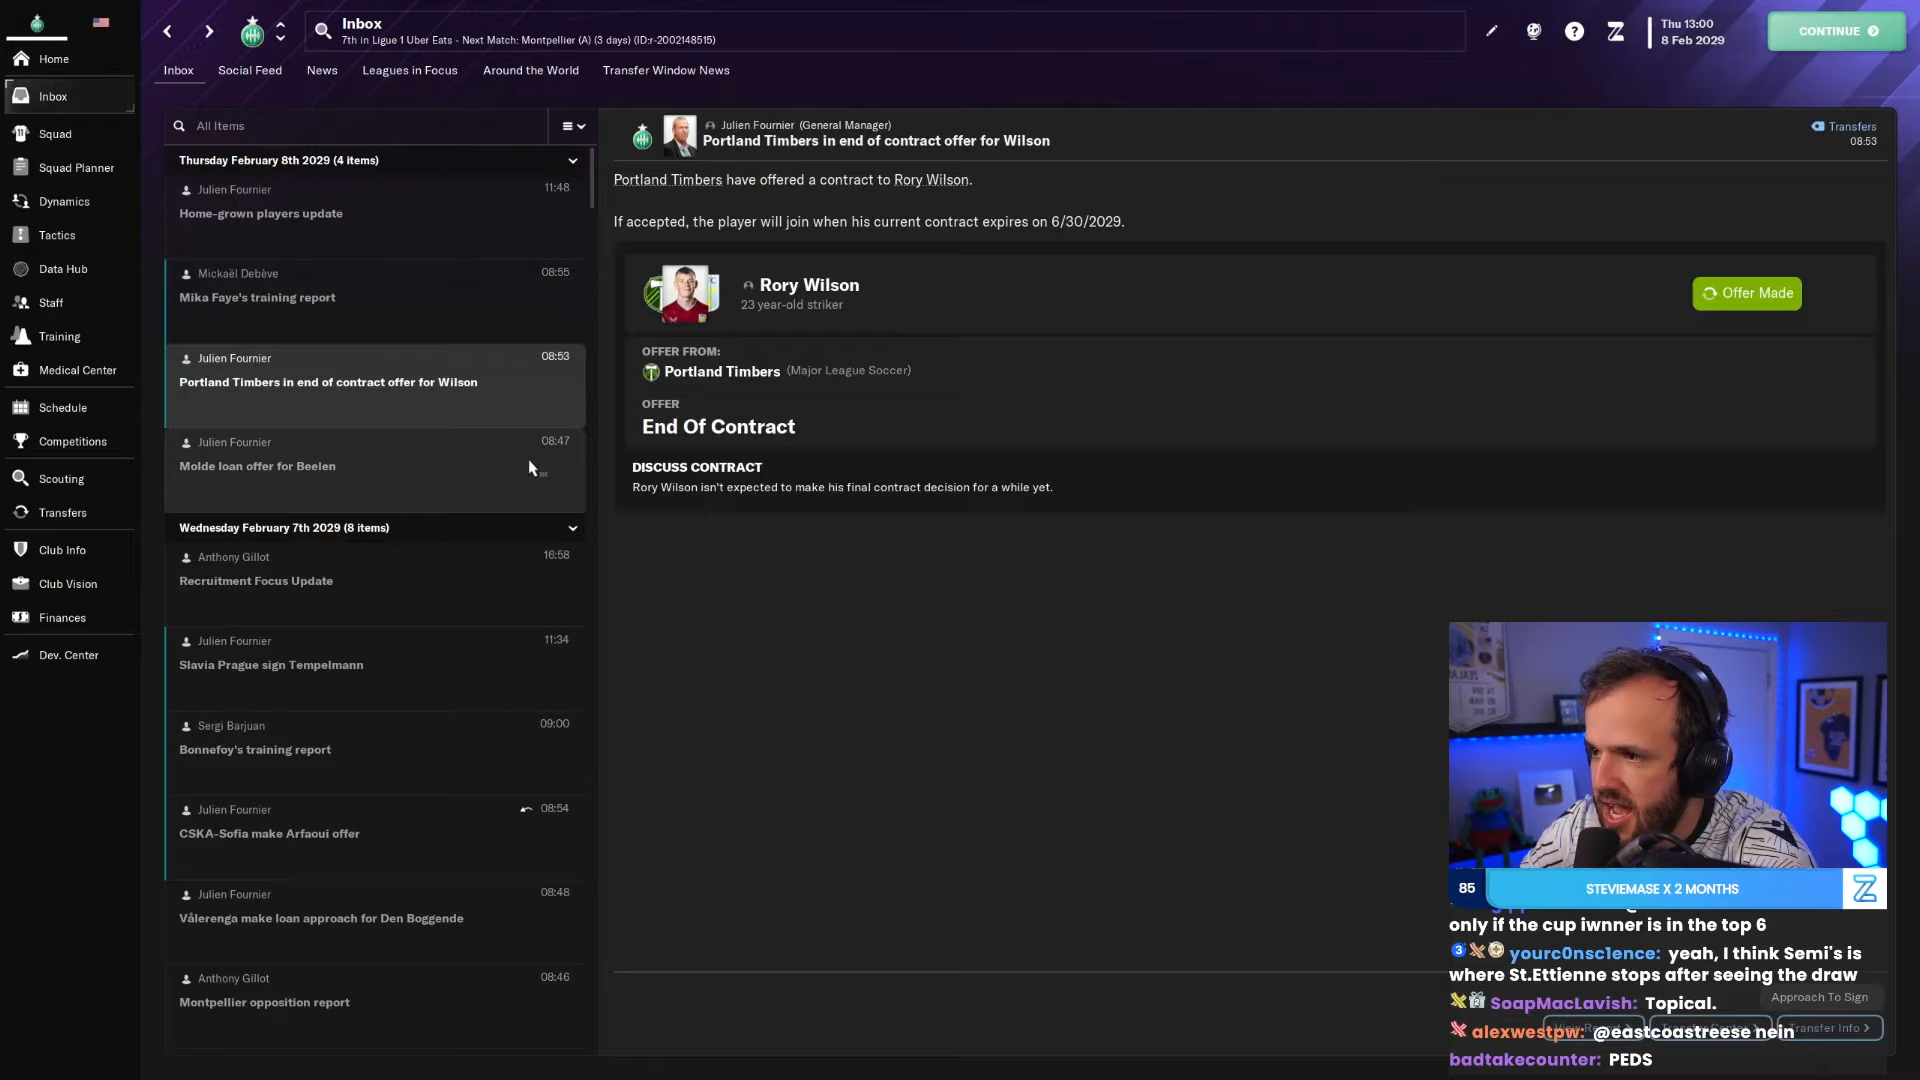 Inbox
7th in Ligue 1 Uber Eats - Next Match: Montpellier (A) (3 days) (ID:r-2002148515)
Thu 13:00
8 Feb 2029
CONTINUE
Home
Inbox
Squad
Squad Planner
Dynamics
Tactics
Data Hub
Staff
Training
Medical Center
Schedule
Competitions
Scouting
Transfers
Club Info
Club Vision
Finances
Dev. Center
Inbox Social Feed News Leagues in Focus Around the World Transfer Window News
All Items
Thursday February 8th 2029 (4 items)
Julien Fournier 11:48
Home-grown players update
Mickaël Debève 08:55
Mika Faye's training report
Julien Fournier 08:53
Portland Timbers in end of contract offer for Wilson
Julien Fournier 08:47
Molde loan offer for Beelen
Wednesday February 7th 2029 (8 items)
Anthony Gillot 16:58
Recruitment Focus Update
Julien Fournier 11:34
Slavia Prague sign Tempelmann
Sergi Barjuan 09:00
Bonnefoy's training report
Julien Fournier 08:54
CSKA-Sofia make Arfaoui offer
Julien Fournier 08:48
Vålerenga make loan approach for Den Boggende
Anthony Gillot 08:46
Montpellier opposition report
Julien Fournier (General Manager)
Portland Timbers in end of contract offer for Wilson
Transfers
08:53
Portland Timbers have offered a contract to Rory Wilson.
If accepted, the player will join when his current contract expires on 6/30/2029.
Rory Wilson
23 year-old striker
Offer Made
OFFER FROM:
Portland Timbers (Major League Soccer)
OFFER
End Of Contract
DISCUSS CONTRACT
Rory Wilson isn't expected to make his final contract decision for a while yet.
85 STEVIEMASE X 2 MONTHS
only if the cup iwnner is in the top 6
3 yourc0nsc1ence: yeah, I think Semi's is
where St.Ettienne stops after seeing the draw
SoapMacLavish: Topical.
Approach To Sign
alexwestpw: @eastcoastreese nein
Transfer Info
badtakecounter: PEDS